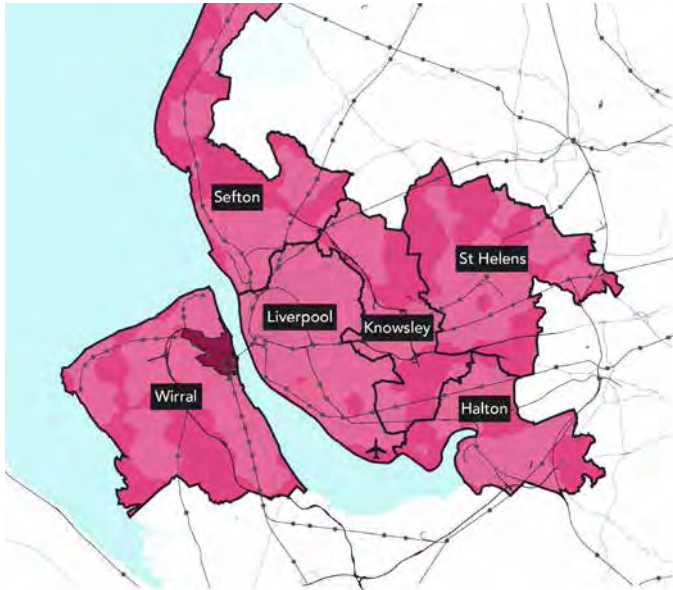 Sefton
St Helens
Liverpool
Knowsley
Wirral
Halton